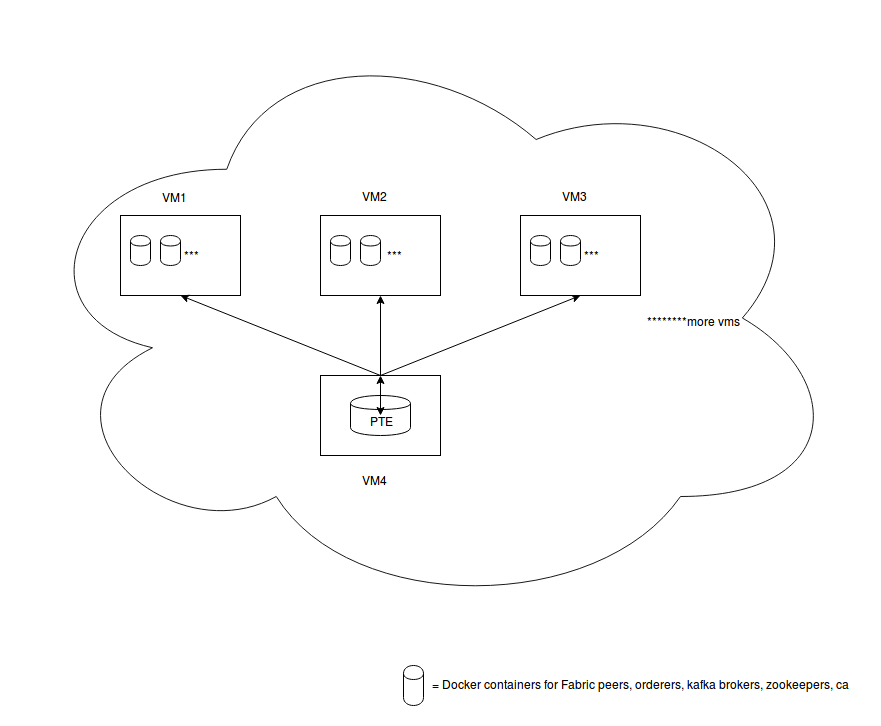 VM1
VM2
VM3
***
***
***
********more vms
PTE
VM4
= Docker containers for Fabric peers, orderers, kafka brokers, zookeepers, ca